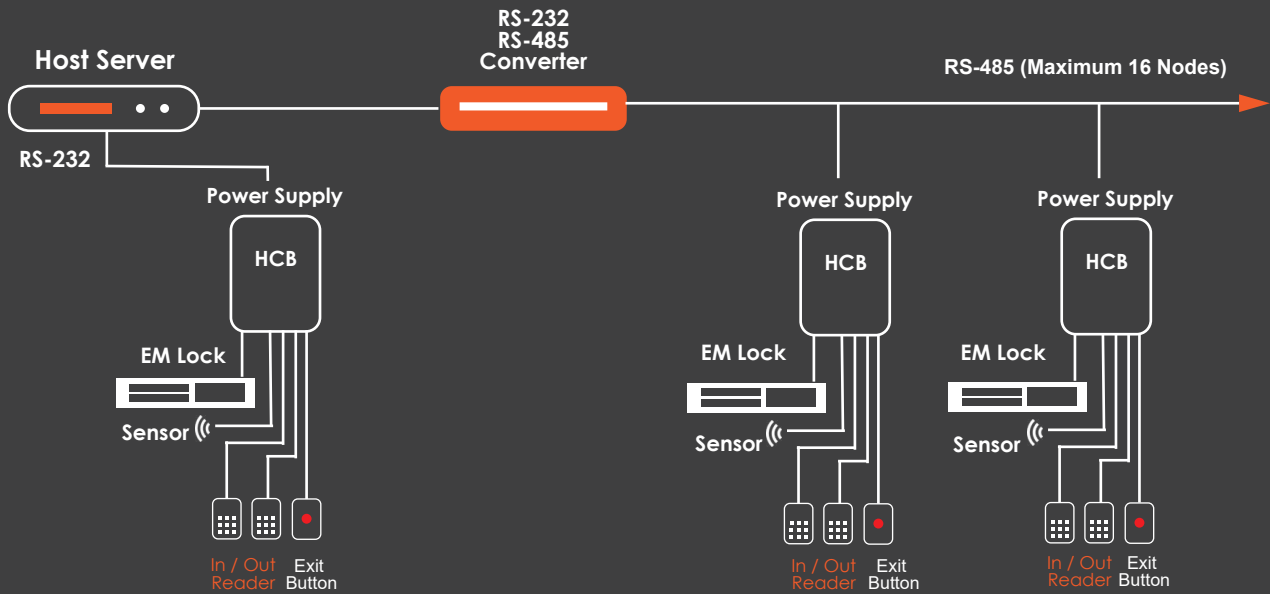 RS-232
RS-485
Converter
Host Server
RS-485 (Maximum 16 Nodes)
RS-232
Power Supply
HCB
EM Lock
Sensor
In / Out
Reader
Exit
Button
Power Supply
HCB
EM Lock
Sensor
In / Out
Reader
Exit
Button
Power Supply
HCB
EM Lock
Sensor
In / Out
Reader
Exit
Button